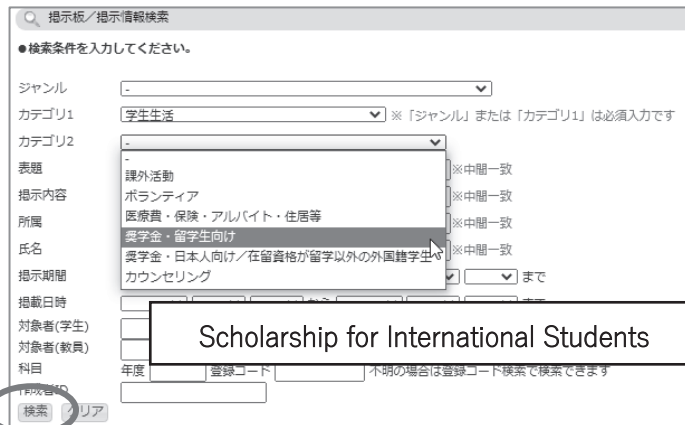 掲示板／掲示情報検索
●検索条件を入力してください。
ジャンル -
カテゴリ1 学生生活 ※「ジャンル」または「カテゴリ1」は必須入力です
カテゴリ2 -
-
表題 ※中間一致
課外活動
掲示内容 ※中間一致
ボランティア
所属 ※中間一致
医療費・保険・アルバイト・住居等
奨学金・留学生向け
氏名 ※中間一致
奨学金・日本人向け／在留資格が留学以外の外国籍学生
掲示期間 まで
カウンセリング
掲載日時
対象者(学生)
Scholarship for International Students
対象者(教員)
科目 年度 登録コード 不明の場合は登録コード検索で検索できます
検索 クリア